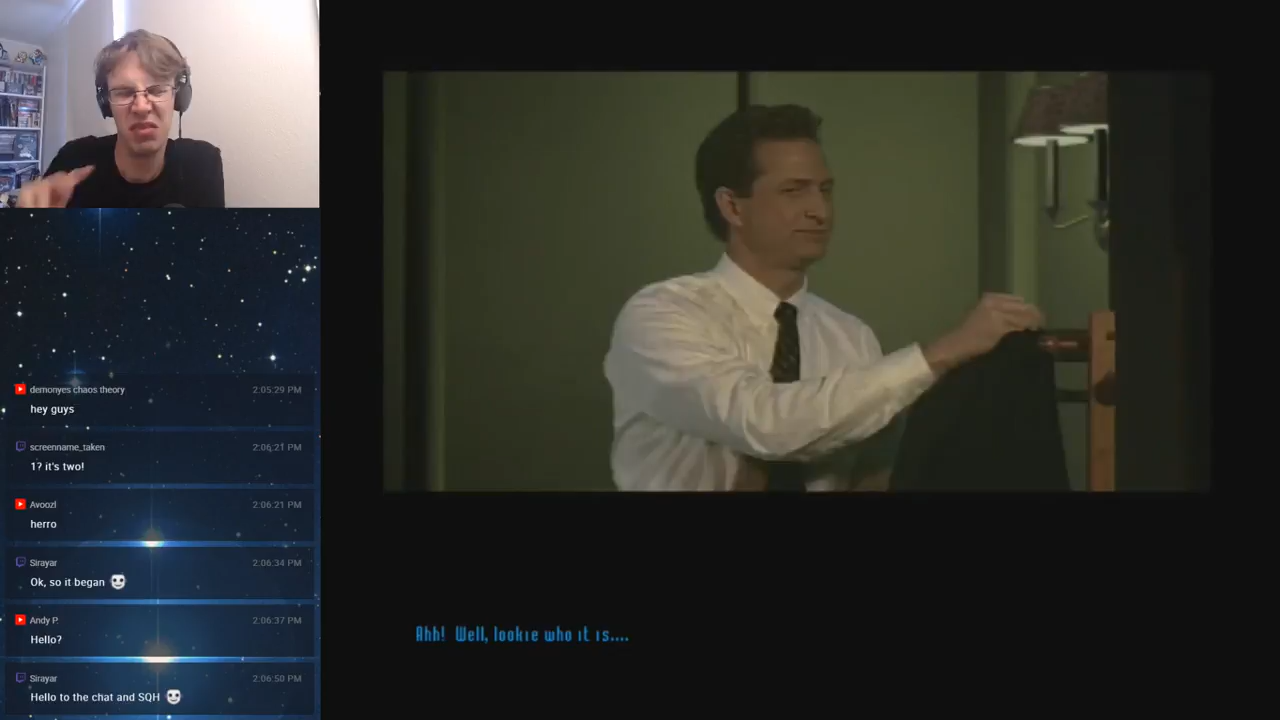 demonyes chaos theory 2:05:29 PM
hey guys
screenname_taken 2:06:21 PM
1? it's two!
Avoozl 2:06:21 PM
herro
Sirayar 2:06:34 PM
Ok, so it began
Andy P. 2:06:37 PM
Hello?
Sirayar 2:06:50 PM
Hello to the chat and SQH
Ahh! Well, lookie who it is....